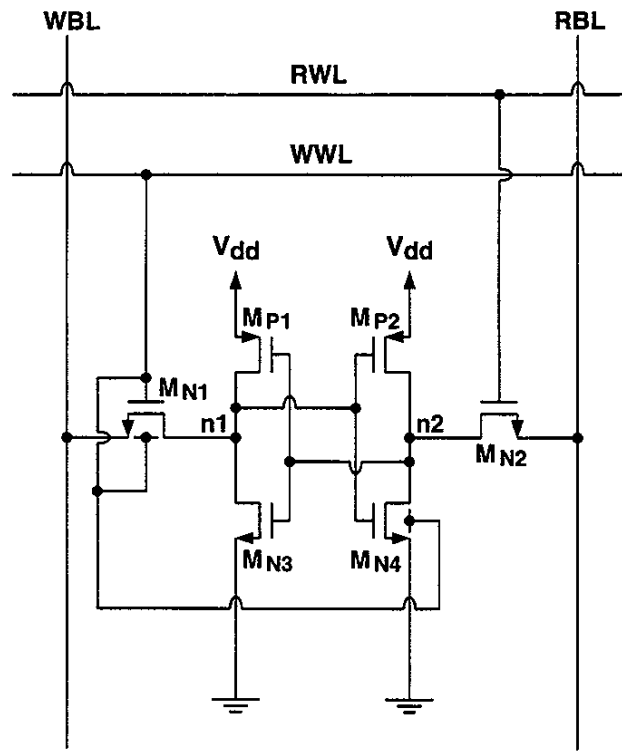 WBL RBL
RWL
WWL
Vdd Vdd
MP1 MP2
MN1
n1 n2
MN2
MN3 MN4